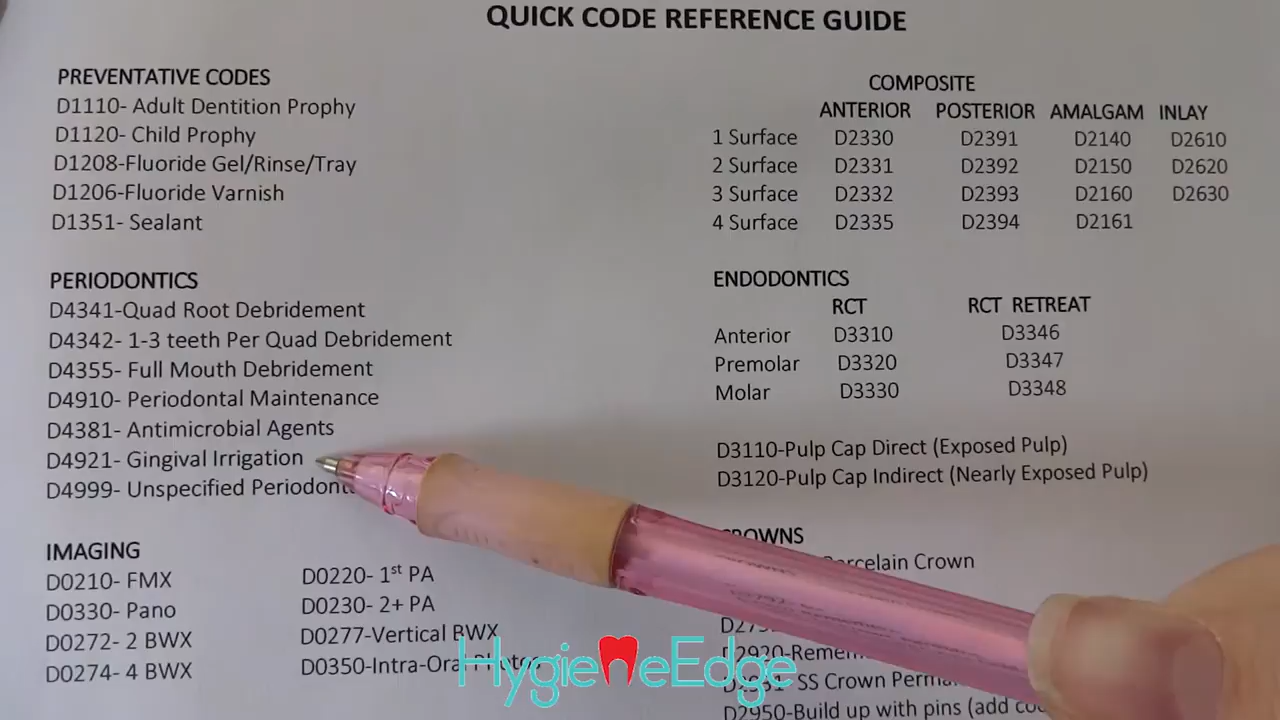 QUICK CODE REFERENCE GUIDE
PREVENTATIVE CODES
D1110- Adult Dentition Prophy
D1120- Child Prophy
D1208-Fluoride Gel/Rinse/Tray
D1206-Fluoride Varnish
D1351- Sealant
PERIODONTICS
D4341-Quad Root Debridement
D4342- 1-3 teeth Per Quad Debridement
D4355- Full Mouth Debridement
D4910- Periodontal Maintenance
D4381- Antimicrobial Agents
D4921- Gingival Irrigation
D4999- Unspecified
IMAGING
D0210- FMX
D0330- Pano
D0272- 2 BWX
D0274- 4 BWX
D0220- 1st PA
D0230- 2+ PA
D0277-Vertical BWX
D0350-Intra-Oral
COMPOSITE
ANTERIOR POSTERIOR AMALGAM INLAY
1 Surface D2330 D2391 D2140 D2610
2 Surface D2331 D2392 D2150 D2620
3 Surface D2332 D2393 D2160 D2630
4 Surface D2335 D2394 D2161
ENDODONTICS
RCT RCT RETREAT
Anterior D3310 D3346
Premolar D3320 D3347
Molar D3330 D3348
D3110-Pulp Cap Direct (Exposed Pulp)
D3120-Pulp Cap Indirect (Nearly Exposed Pulp)
CROWNS
Porcelain Crown
D2920-
SS Crown
D2950-Build up with pins (add
HygieneEdge